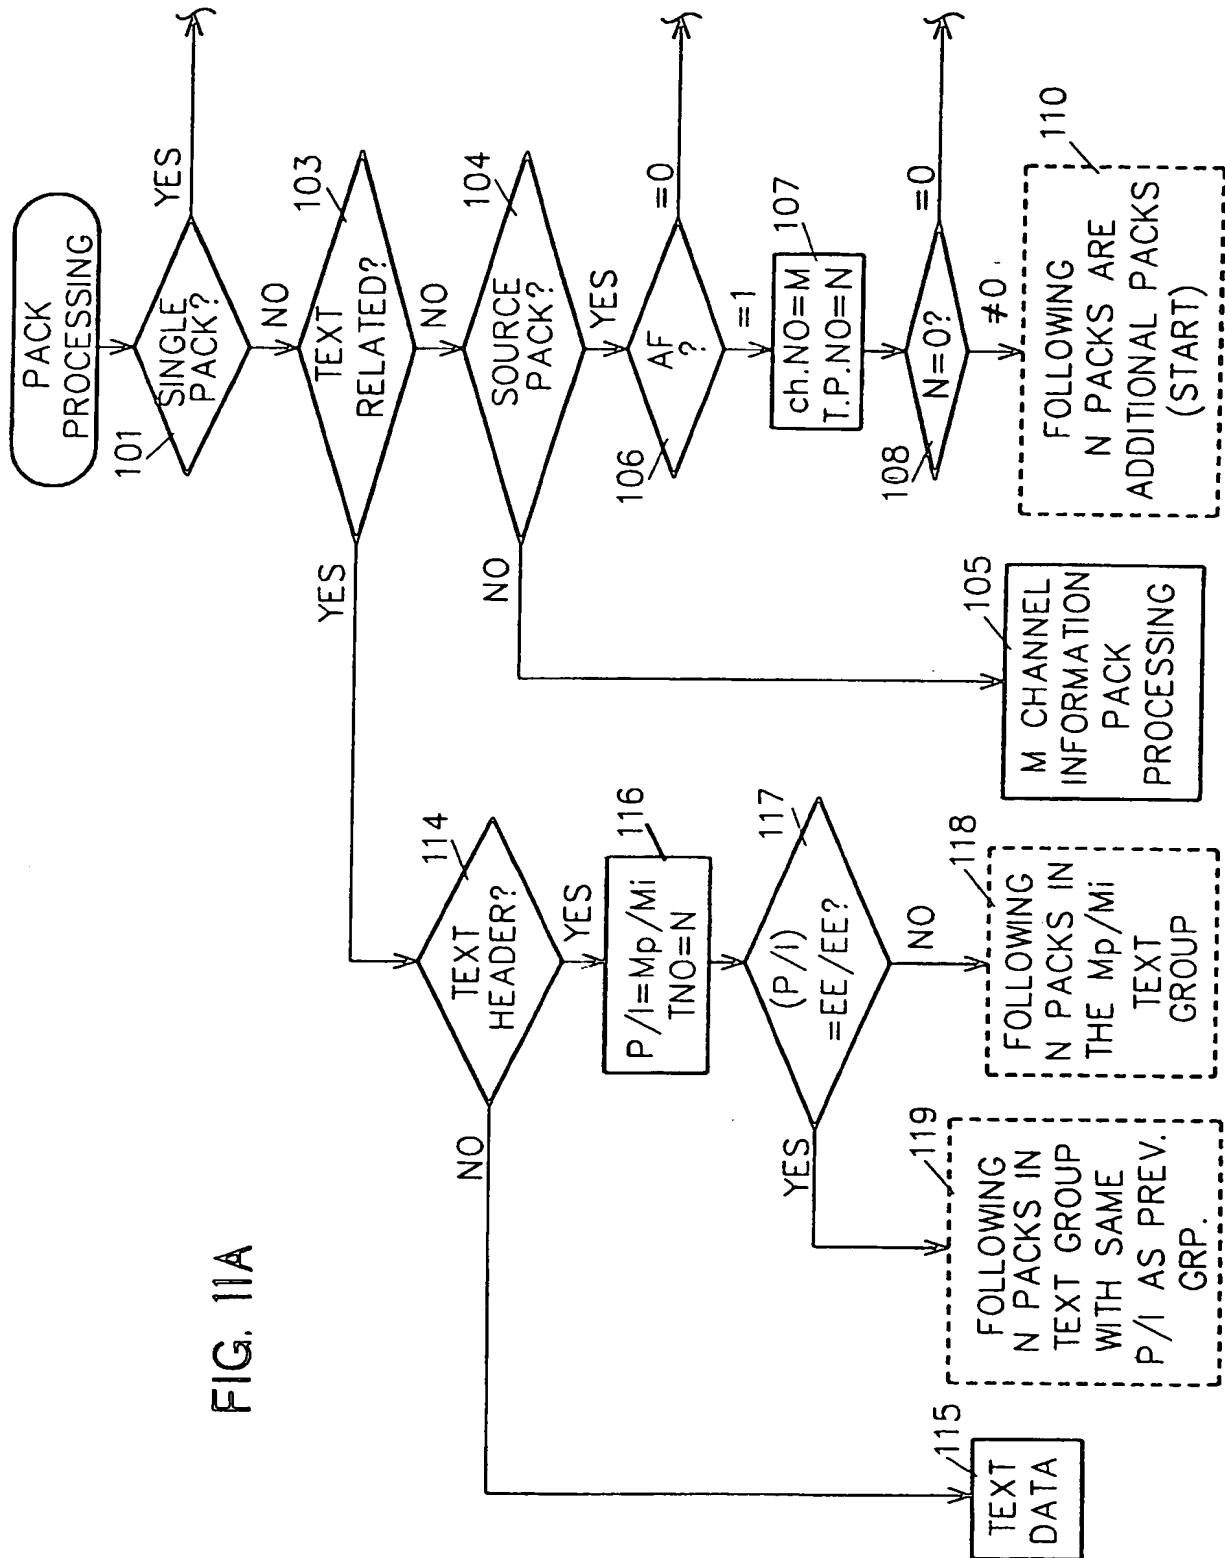 PACK
PROCESSING
101
SINGLE
PACK?
YES
NO
103
TEXT
RELATED?
YES
NO
104
SOURCE
PACK?
NO
YES
106
AF
?
=0
=1
107
ch.NO=M
T.P.NO=N
108
N=0?
=0
≠0
110
FOLLOWING
N PACKS ARE
ADDITIONAL PACKS
(START)
105
M CHANNEL
INFORMATION
PACK
PROCESSING
114
TEXT
HEADER?
NO
YES
116
P/I=Mp/Mi
TNO=N
117
(P/I)
=EE/EE?
YES
NO
118
FOLLOWING
N PACKS IN
THE Mp/Mi
TEXT
GROUP
119
FOLLOWING
N PACKS IN
TEXT GROUP
WITH SAME
P/I AS PREV.
GRP.
115
TEXT
DATA
FIG. 11A